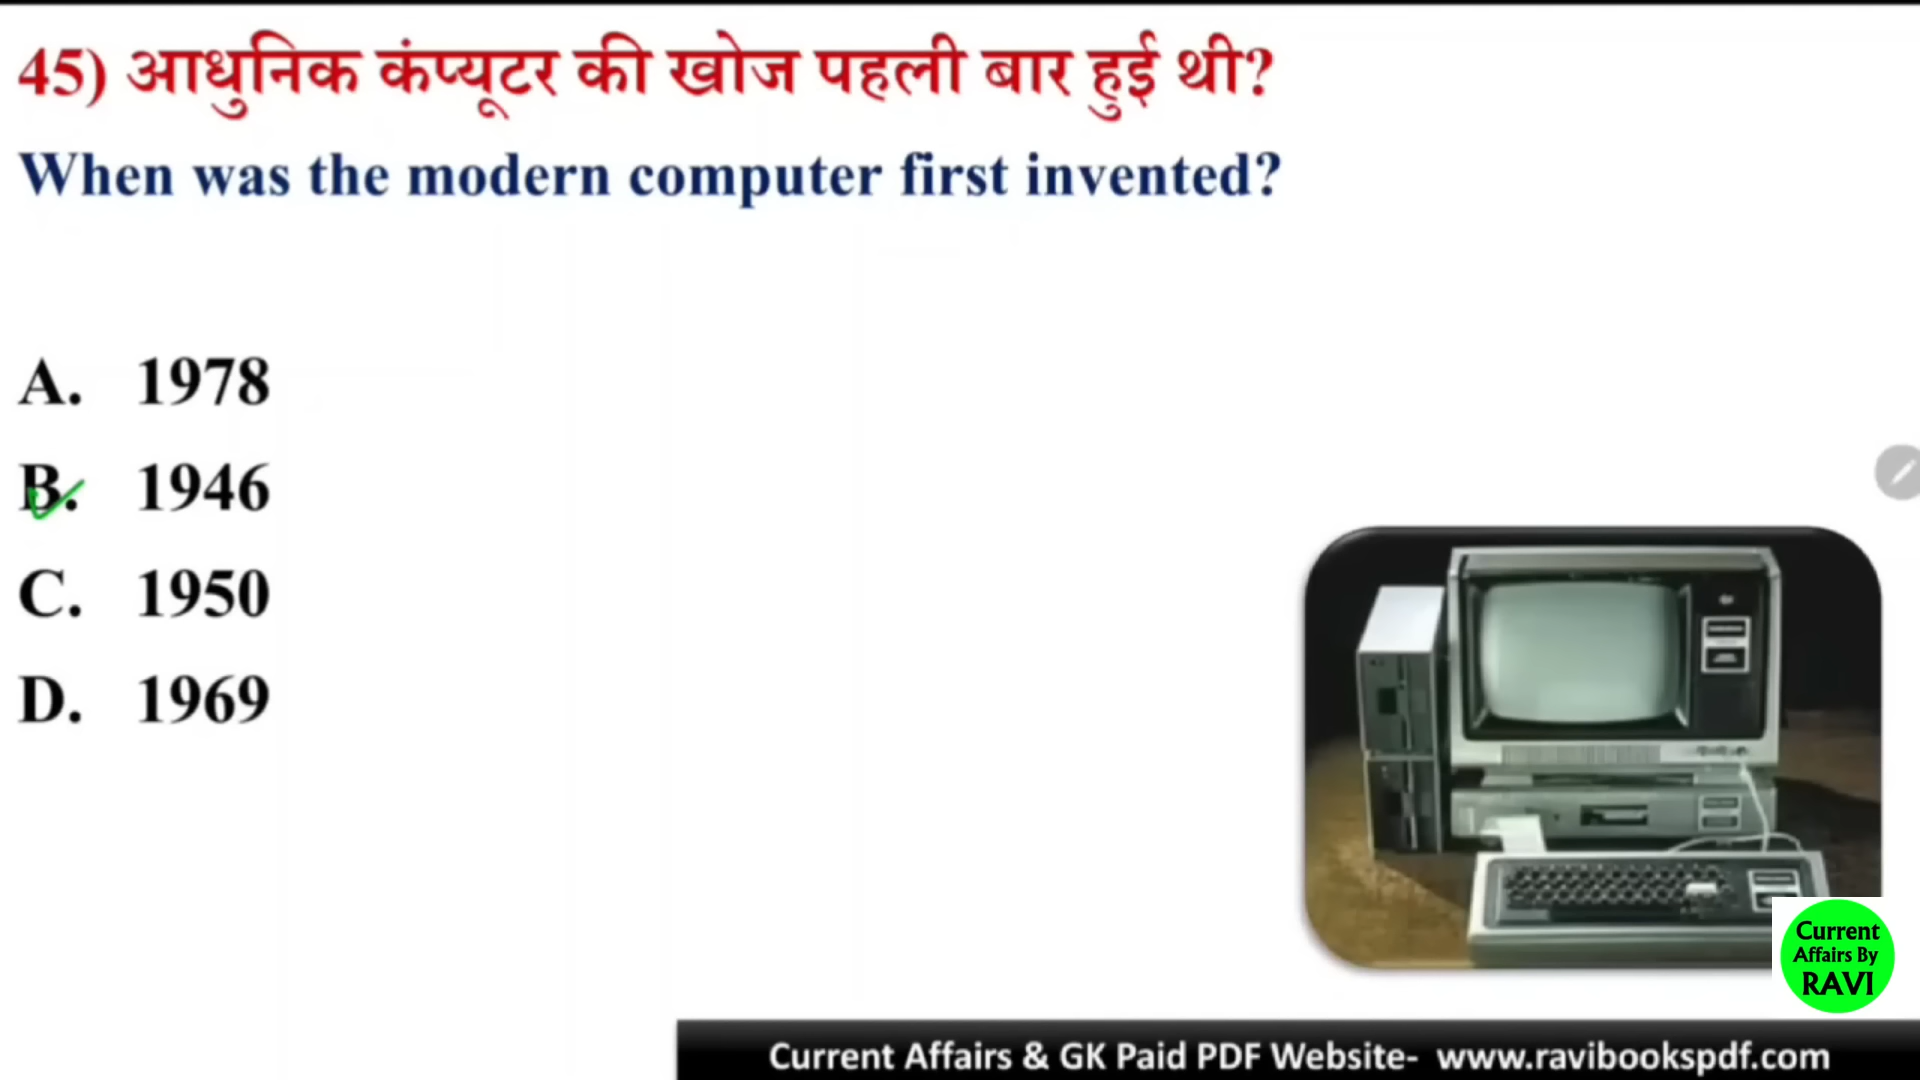 45) आधुनिक कंप्यूटर की खोज पहली बार हुई थी?
When was the modern computer first invented?
A. 1978
B. 1946
C. 1950
D. 1969
Current
Affairs By
RAVI
Current Affairs & GK Paid PDF Website- www.ravibookspdf.com